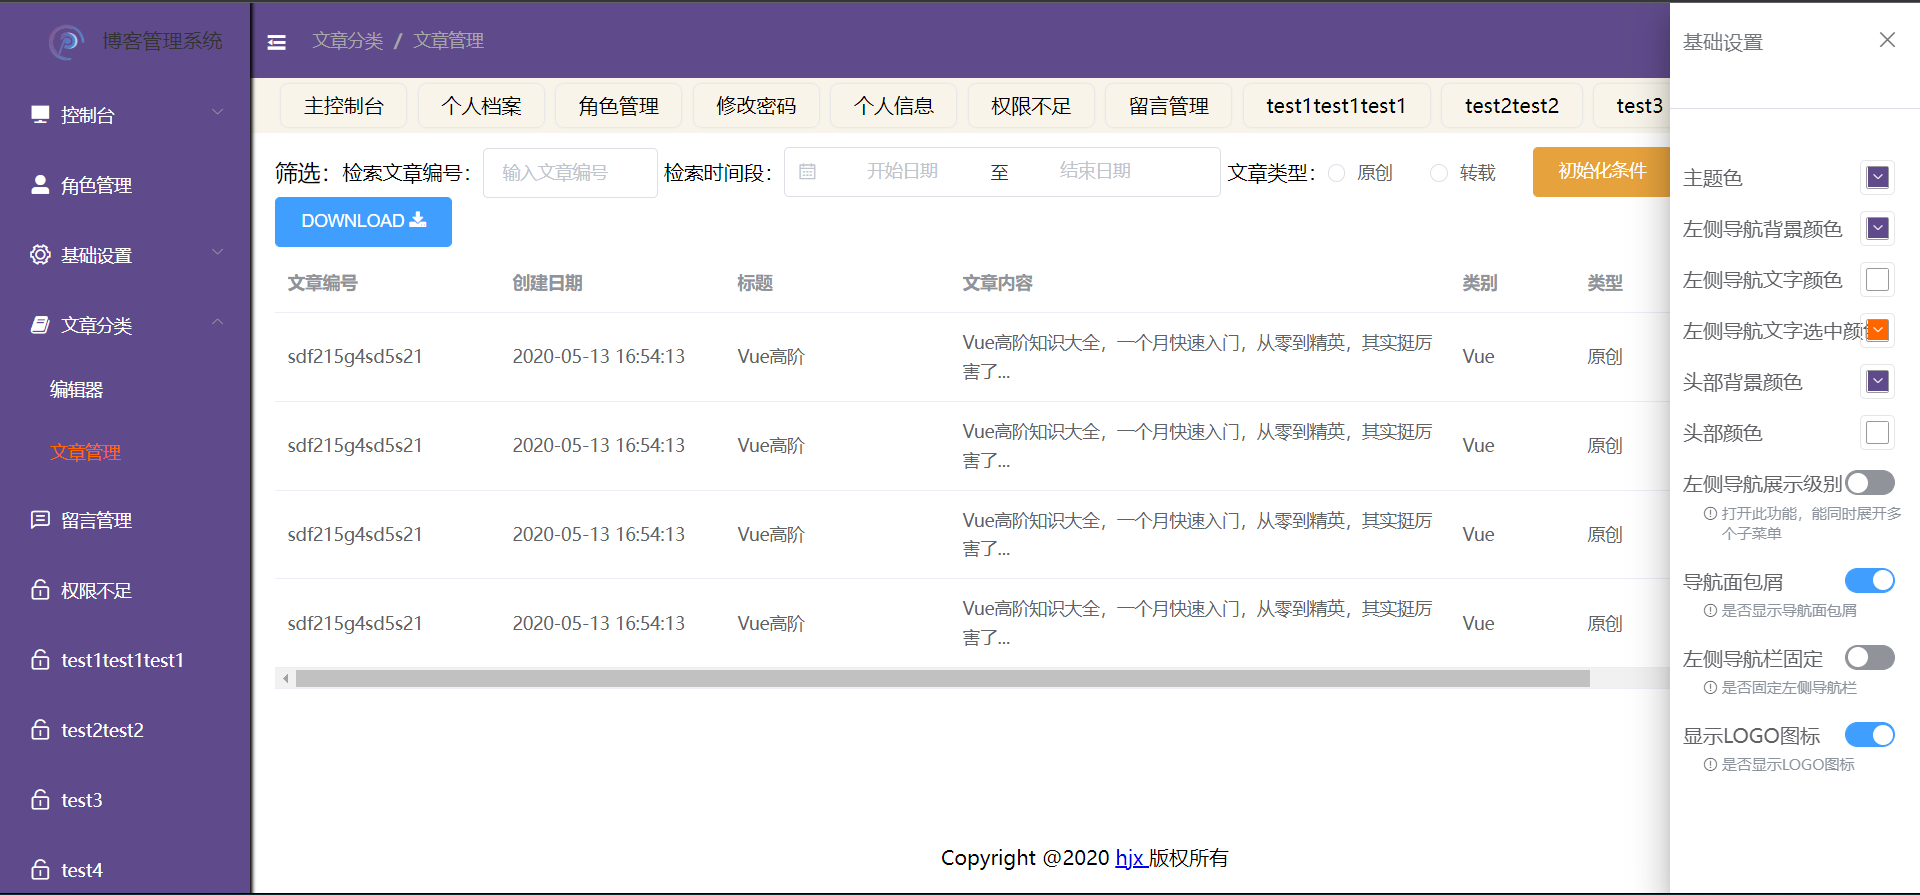 博客管理系统
控制台
角色管理
基础设置
文章分类
编辑器
文章管理
留言管理
权限不足
test1test1test1
test2test2
test3
test4
文章分类 / 文章管理
主控制台 个人档案 角色管理 修改密码 个人信息 权限不足 留言管理 test1test1test1 test2test2 test3
筛选：检索文章编号： 输入文章编号 检索时间段： 开始日期 至 结束日期 文章类型： 原创 转载 初始化条件
DOWNLOAD
文章编号 创建日期 标题 文章内容 类别 类型
sdf215g4sd5s21 2020-05-13 16:54:13 Vue高阶 Vue高阶知识大全，一个月快速入门，从零到精英，其实挺厉 Vue 原创
害了...
sdf215g4sd5s21 2020-05-13 16:54:13 Vue高阶 Vue高阶知识大全，一个月快速入门，从零到精英，其实挺厉 Vue 原创
害了...
sdf215g4sd5s21 2020-05-13 16:54:13 Vue高阶 Vue高阶知识大全，一个月快速入门，从零到精英，其实挺厉 Vue 原创
害了...
sdf215g4sd5s21 2020-05-13 16:54:13 Vue高阶 Vue高阶知识大全，一个月快速入门，从零到精英，其实挺厉 Vue 原创
害了...
Copyright @2020 hjx 版权所有
基础设置
主题色
左侧导航背景颜色
左侧导航文字颜色
左侧导航文字选中颜
头部背景颜色
头部颜色
左侧导航展示级别
打开此功能，能同时展开多
个子菜单
导航面包屑
是否显示导航面包屑
左侧导航栏固定
是否固定左侧导航栏
显示LOGO图标
是否显示LOGO图标